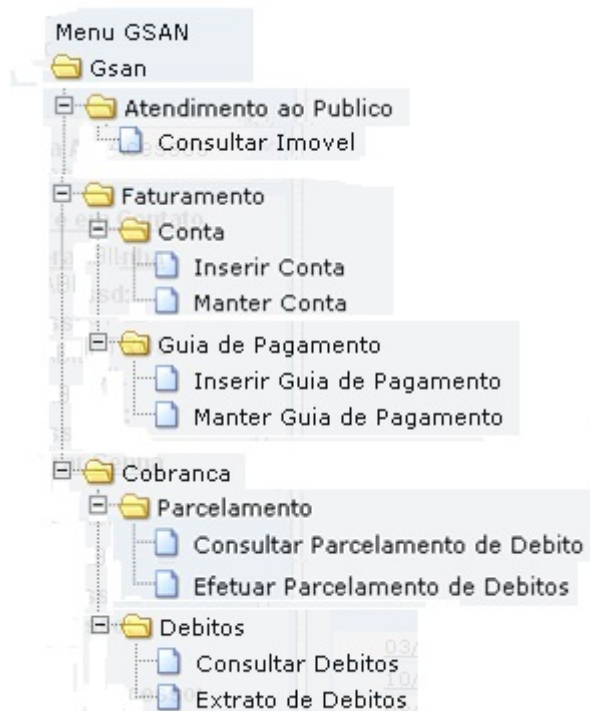 Menu GSAN
Gsan
Atendimento ao Publico
Consultar Imovel
Faturamento
Conta
Inserir Conta
Manter Conta
Guia de Pagamento
Inserir Guia de Pagamento
Manter Guia de Pagamento
Cobranca
Parcelamento
Consultar Parcelamento de Debito
Efetuar Parcelamento de Debitos
Debitos
Consultar Debitos
Extrato de Debitos